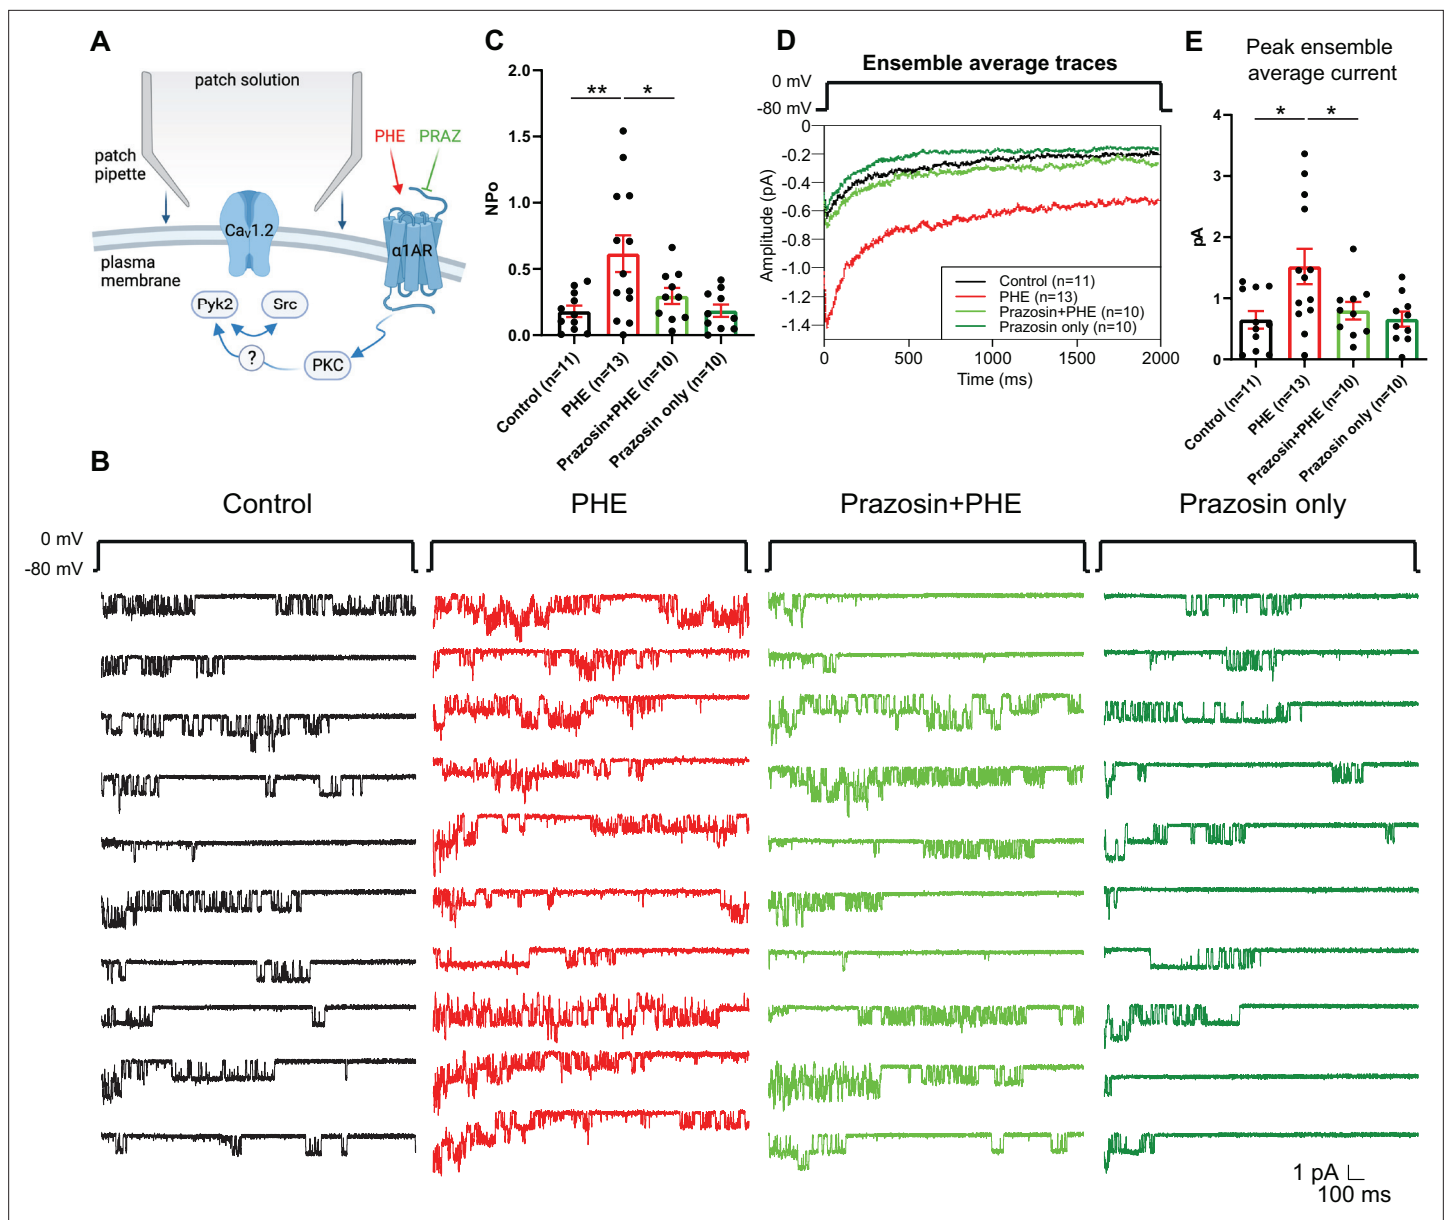 A
patch solution
PHE
PRAZ
patch
pipette
Cav1.2
α1AR
plasma
membrane
Pyk2
Src
?
PKC
C
2.0
1.5
1.0
0.5
0.0
NPo
**
*
Control (n=11)
PHE (n=13)
Prazosin+PHE (n=10)
Prazosin only (n=10)
D
Ensemble average traces
0 mV
-80 mV
0
-0.2
-0.4
-0.6
-0.8
-1.0
-1.2
-1.4
Amplitude (pA)
Control (n=11)
PHE (n=13)
Prazosin+PHE (n=10)
Prazosin only (n=10)
0
500
1000
1500
2000
Time (ms)
E
Peak ensemble
average current
4
3
2
1
0
pA
*
*
Control (n=11)
PHE (n=13)
Prazosin+PHE (n=10)
Prazosin only (n=10)
B
Control
PHE
Prazosin+PHE
Prazosin only
0 mV
-80 mV
1 pA
100 ms